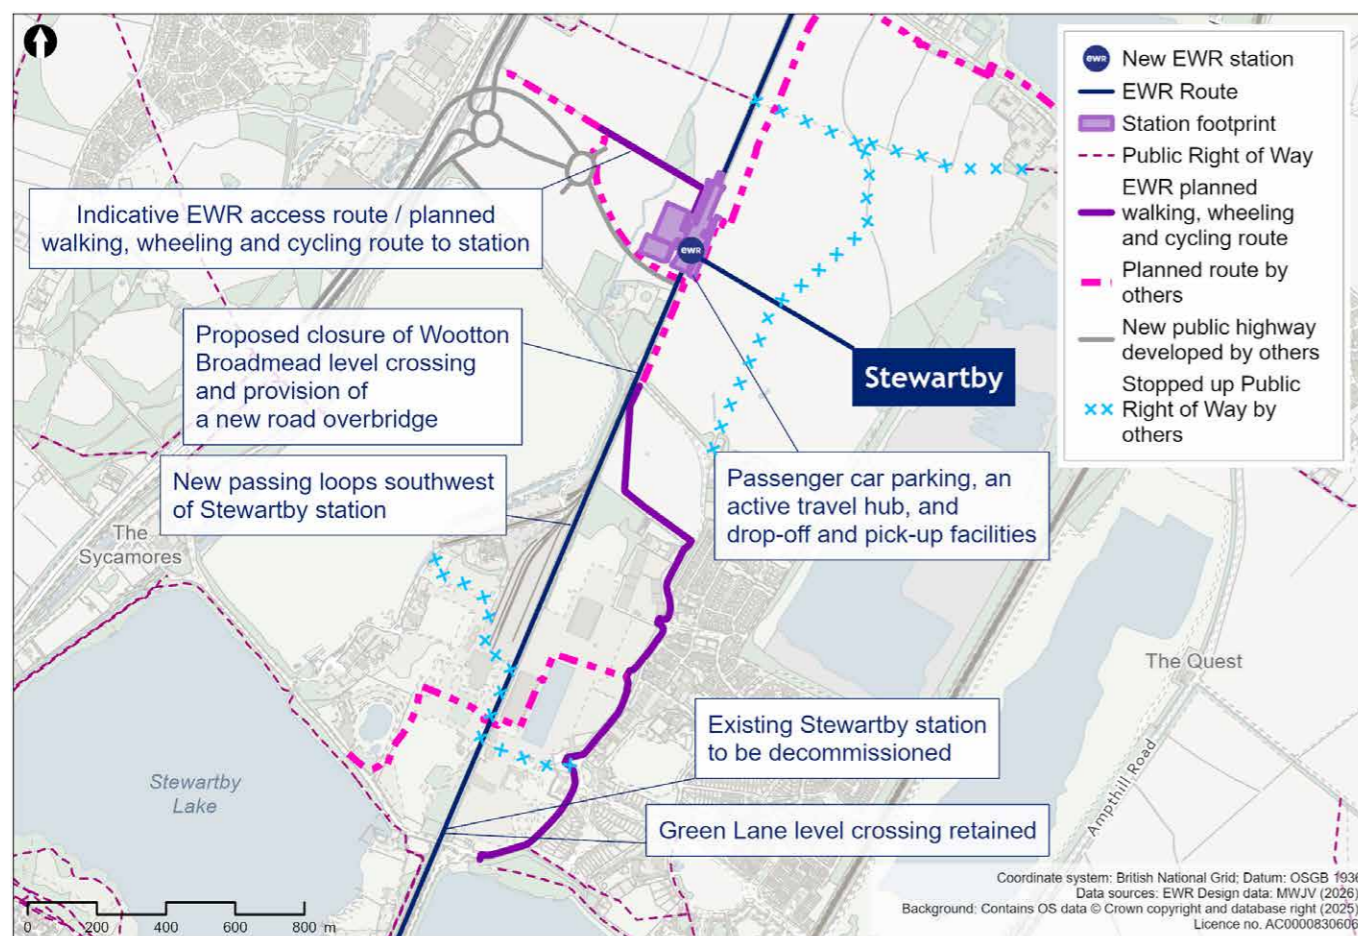 ewr New EWR station
EWR Route
Station footprint
Public Right of Way
EWR planned
walking, wheeling
and cycling route
Planned route by
others
New public highway
developed by others
Stopped up Public
Right of Way by
others
Indicative EWR access route / planned
walking, wheeling and cycling route to station
ewr
Proposed closure of Wootton
Broadmead level crossing
and provision of
a new road overbridge
Stewartby
New passing loops southwest
of Stewartby station
Passenger car parking, an
active travel hub, and
drop-off and pick-up facilities
The
Sycamores
The Quest
Existing Stewartby station
to be decommissioned
Ampthill Road
Stewartby
Lake
Green Lane level crossing retained
0 200 400 600 800 m
Coordinate system: British National Grid; Datum: OSGB 1936
Data sources: EWR Design data: MWJV (2026)
Background: Contains OS data © Crown copyright and database right (2025)
Licence no. AC0000830606